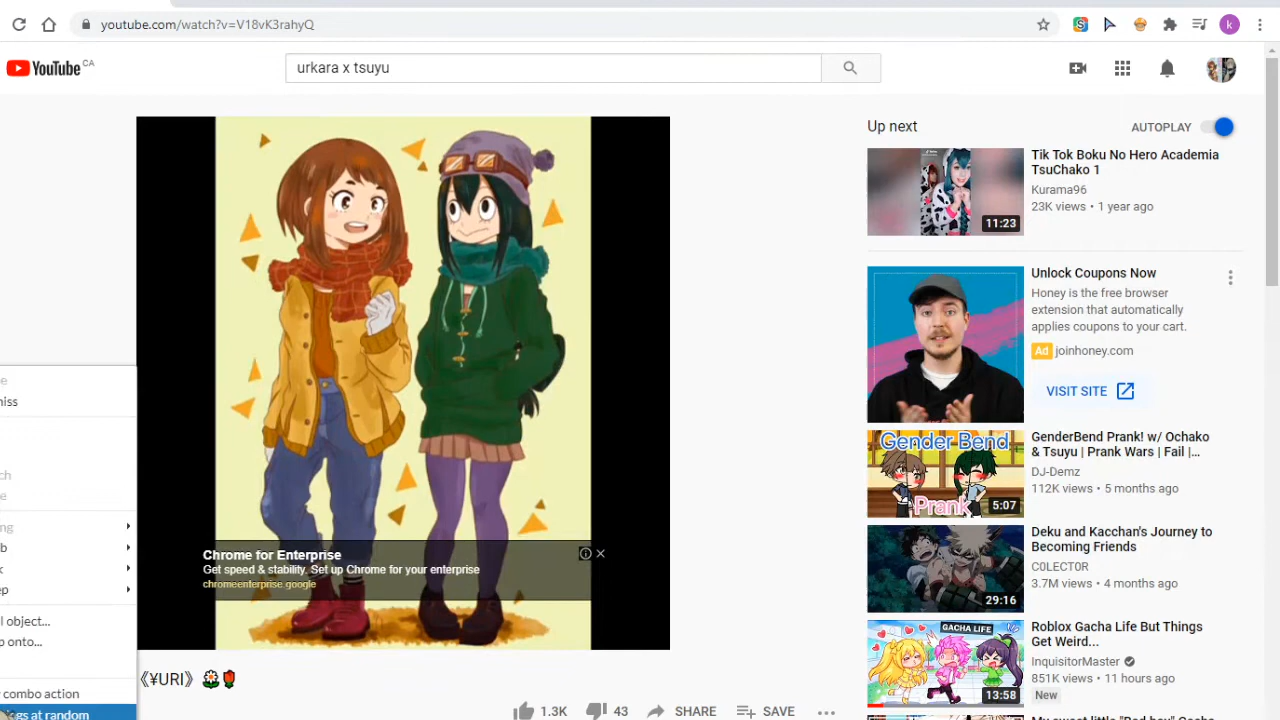 youtube.com/watch?v=V18vK3rahyQ
k
YouTube CA
urkara x tsuyu
Up next
AUTOPLAY
Tik Tok Boku No Hero Academia
TsuChako 1
Kurama96
23K views • 1 year ago
11:23
Unlock Coupons Now
Honey is the free browser
extension that automatically
applies coupons to your cart.
Ad joinhoney.com
VISIT SITE
Gender Bend
Prank
5:07
GenderBend Prank! w/ Ochako
& Tsuyu | Prank Wars | Fail |...
DJ-Demz
112K views • 5 months ago
Deku and Kacchan's Journey to
Becoming Friends
C0LECT0R
3.7M views • 4 months ago
29:16
GACHA LIFE
13:58
Roblox Gacha Life But Things
Get Weird...
InquisitorMaster
851K views • 11 hours ago
New
Chrome for Enterprise
Get speed & stability. Set up Chrome for your enterprise
chromeenterprise.google
《¥URI》
1.3K
43
SHARE
SAVE
l object...
p onto...
combo action
gs at random